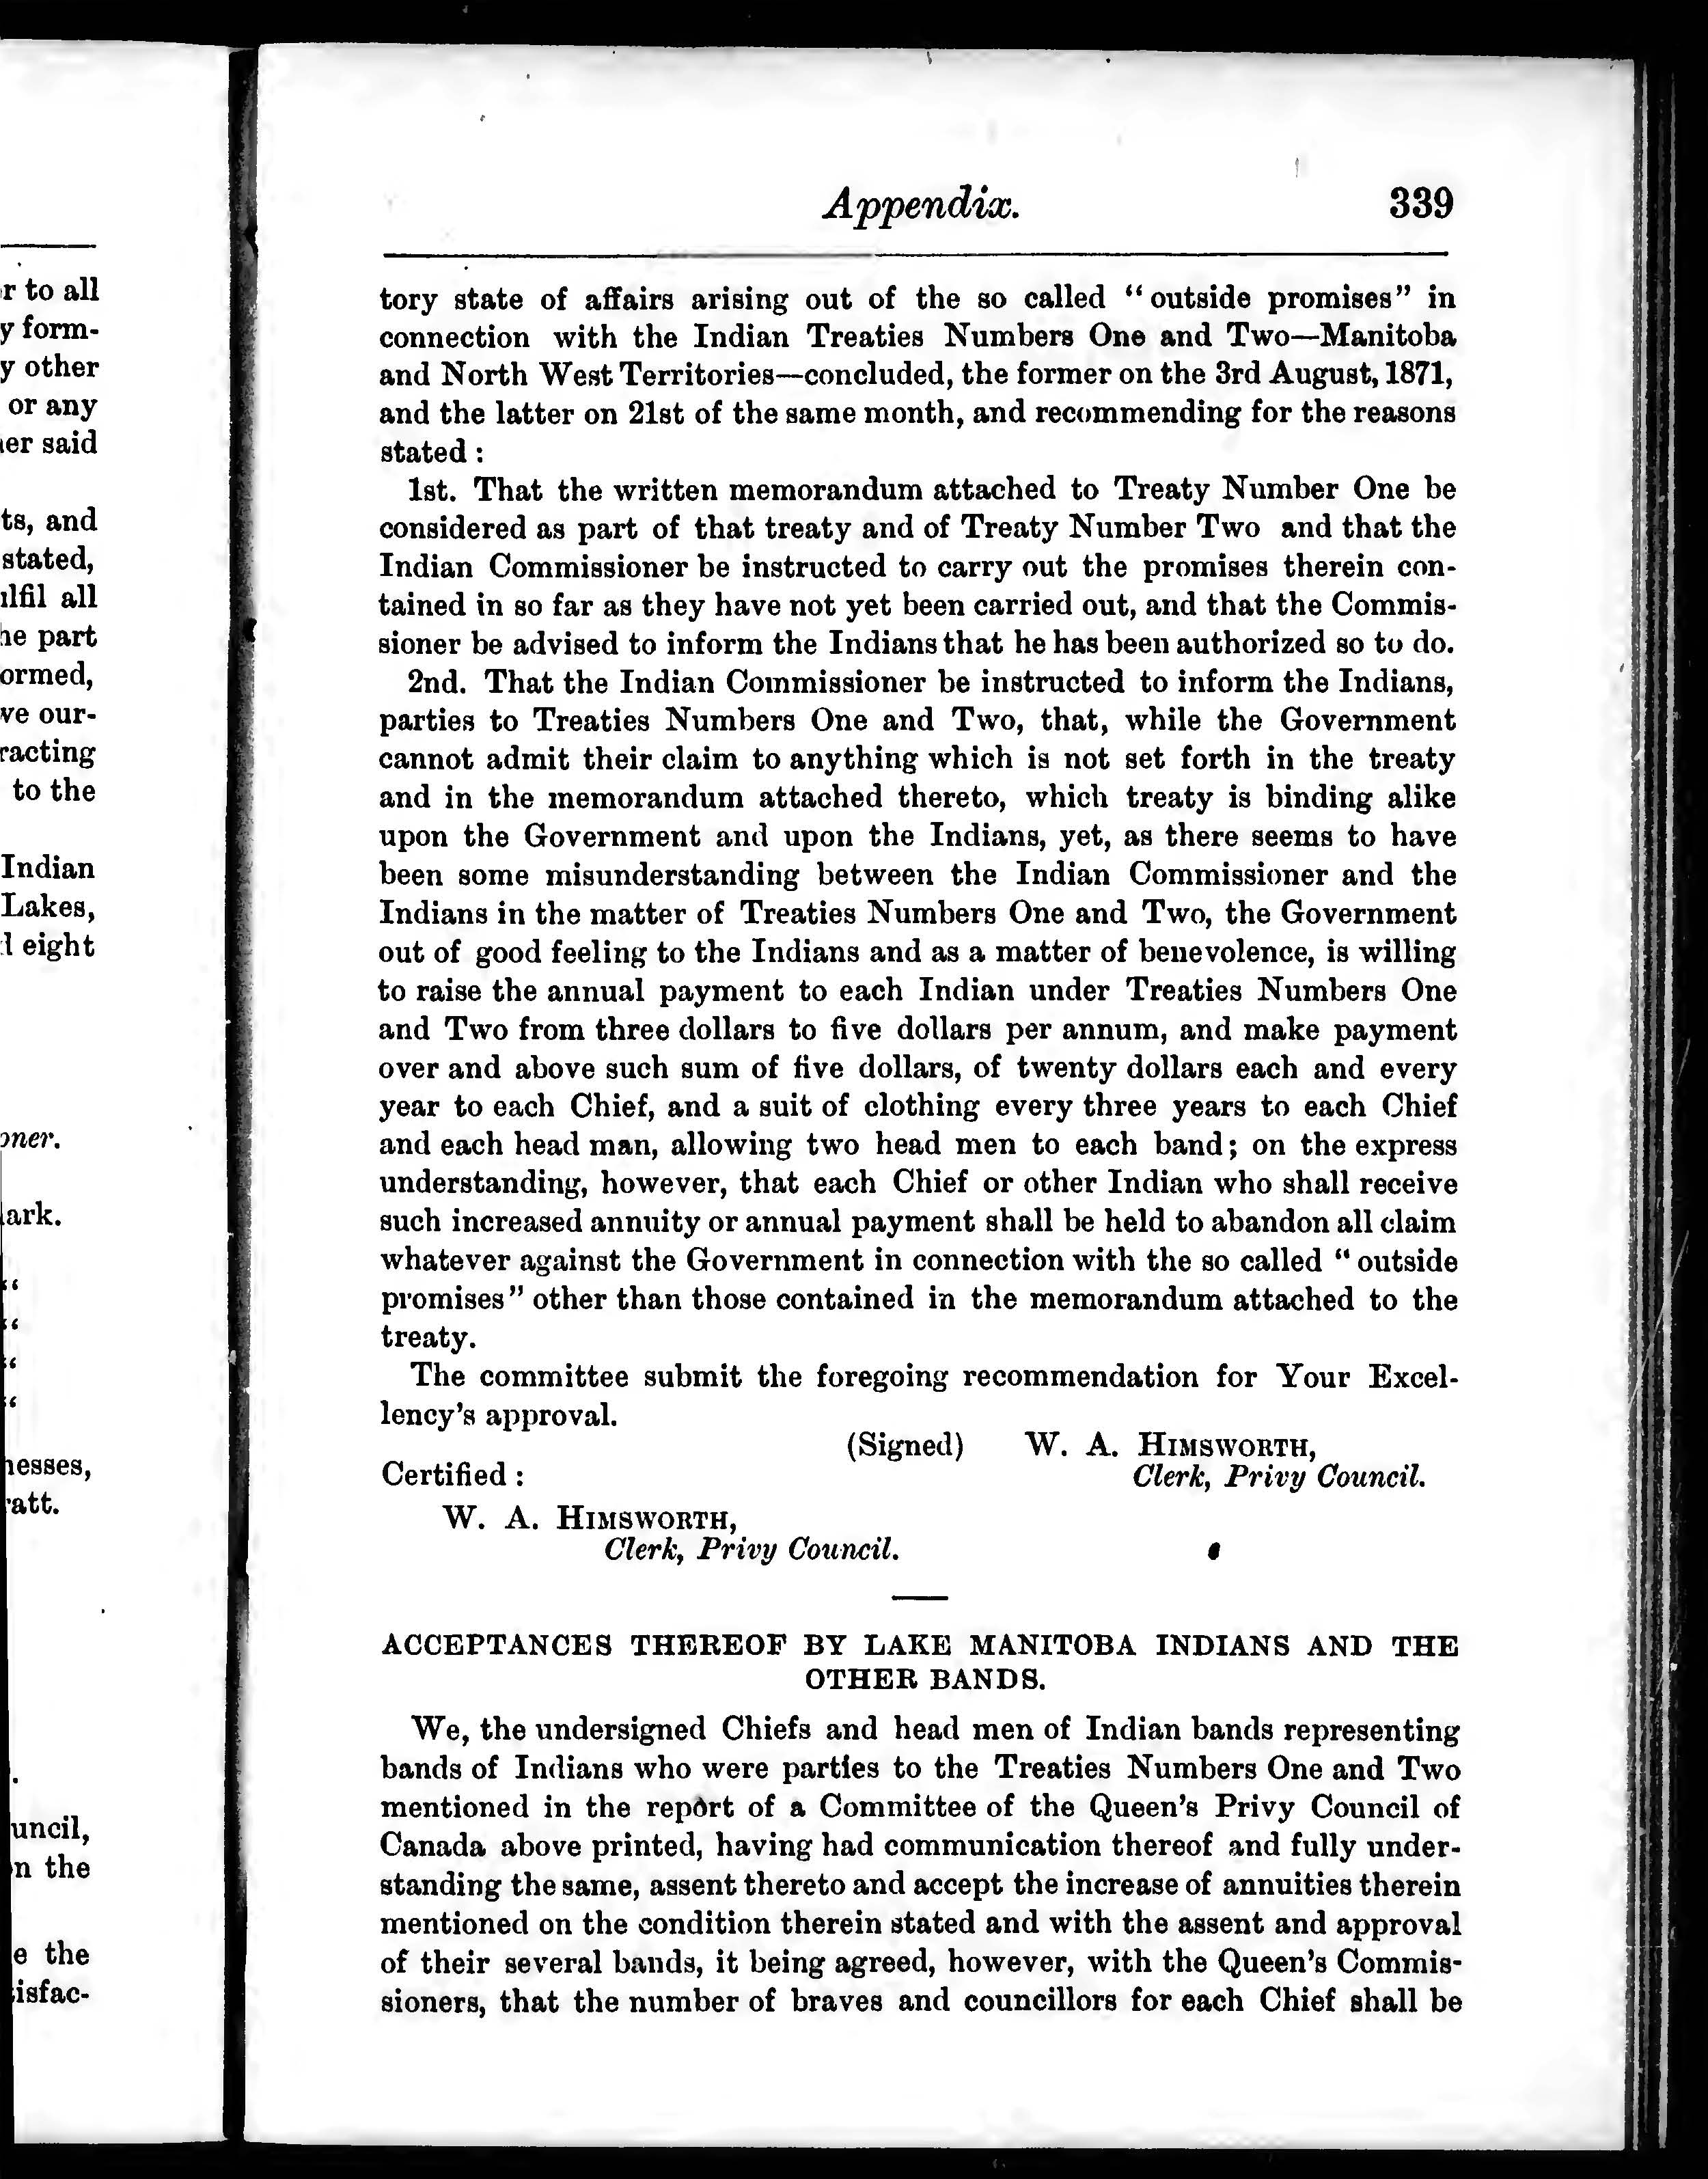 r to all
y form-
y other
or any
er said
ts, and
stated,
lfil all
he part
ormed,
ve our-
racting
to the
Indian
Lakes,
eight
oner.
ark.
"
"
"
"
nesses,
att.
uncil,
n the
e the
isfac-
Appendix. 339
tory state of affairs arising out of the so called "outside promises" in
connection with the Indian Treaties Numbers One and Two—Manitoba
and North West Territories—concluded, the former on the 3rd August, 1871,
and the latter on 21st of the same month, and recommending for the reasons
stated :
1st. That the written memorandum attached to Treaty Number One be
considered as part of that treaty and of Treaty Number Two and that the
Indian Commissioner be instructed to carry out the promises therein con-
tained in so far as they have not yet been carried out, and that the Commis-
sioner be advised to inform the Indians that he has been authorized so to do.
2nd. That the Indian Commissioner be instructed to inform the Indians,
parties to Treaties Numbers One and Two, that, while the Government
cannot admit their claim to anything which is not set forth in the treaty
and in the memorandum attached thereto, which treaty is binding alike
upon the Government and upon the Indians, yet, as there seems to have
been some misunderstanding between the Indian Commissioner and the
Indians in the matter of Treaties Numbers One and Two, the Government
out of good feeling to the Indians and as a matter of benevolence, is willing
to raise the annual payment to each Indian under Treaties Numbers One
and Two from three dollars to five dollars per annum, and make payment
over and above such sum of five dollars, of twenty dollars each and every
year to each Chief, and a suit of clothing every three years to each Chief
and each head man, allowing two head men to each band; on the express
understanding, however, that each Chief or other Indian who shall receive
such increased annuity or annual payment shall be held to abandon all claim
whatever against the Government in connection with the so called "outside
promises" other than those contained in the memorandum attached to the
treaty.
The committee submit the foregoing recommendation for Your Excel-
lency's approval.
(Signed) W. A. HIMSWORTH,
Certified : Clerk, Privy Council.
W. A. HIMSWORTH,
Clerk, Privy Council.
ACCEPTANCES THEREOF BY LAKE MANITOBA INDIANS AND THE
OTHER BANDS.
We, the undersigned Chiefs and head men of Indian bands representing
bands of Indians who were parties to the Treaties Numbers One and Two
mentioned in the report of a Committee of the Queen's Privy Council of
Canada above printed, having had communication thereof and fully under-
standing the same, assent thereto and accept the increase of annuities therein
mentioned on the condition therein stated and with the assent and approval
of their several bands, it being agreed, however, with the Queen's Commis-
sioners, that the number of braves and councillors for each Chief shall be